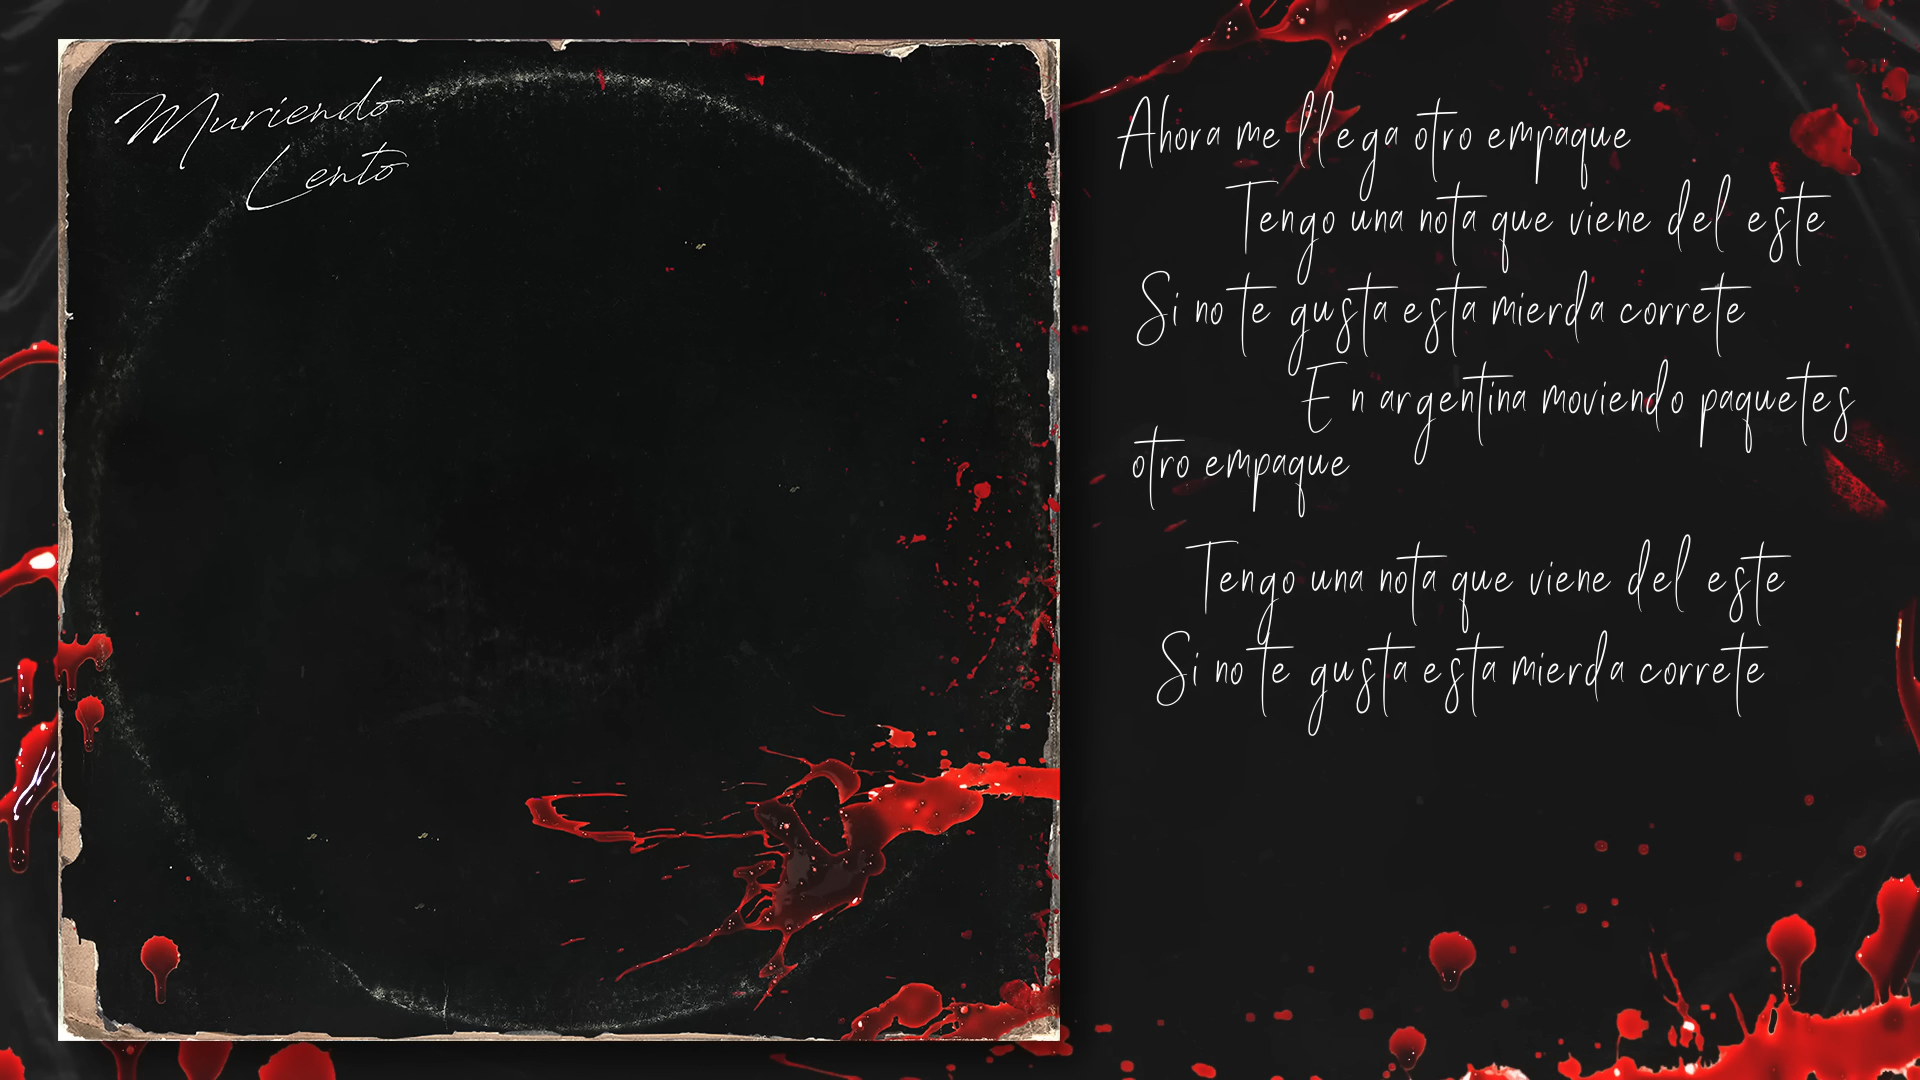 Muriendo
Lento
Ahora me llega otro empaque
Tengo una nota que viene del este
Si no te gusta esta mierda correte
En argentina moviendo paquetes
otro empaque
Tengo una nota que viene del este
Si no te gusta esta mierda correte